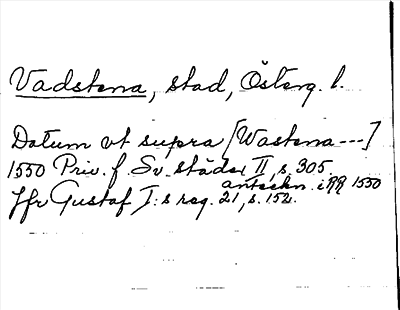 Vadstena, stad, Österg. l.
Datum ut supra [Wastena ---]
1550 Priv. f. Sv. städer II, s. 305.
anteckn. i RR 1550
Jfr Gustaf I:s reg. 21, s. 152.